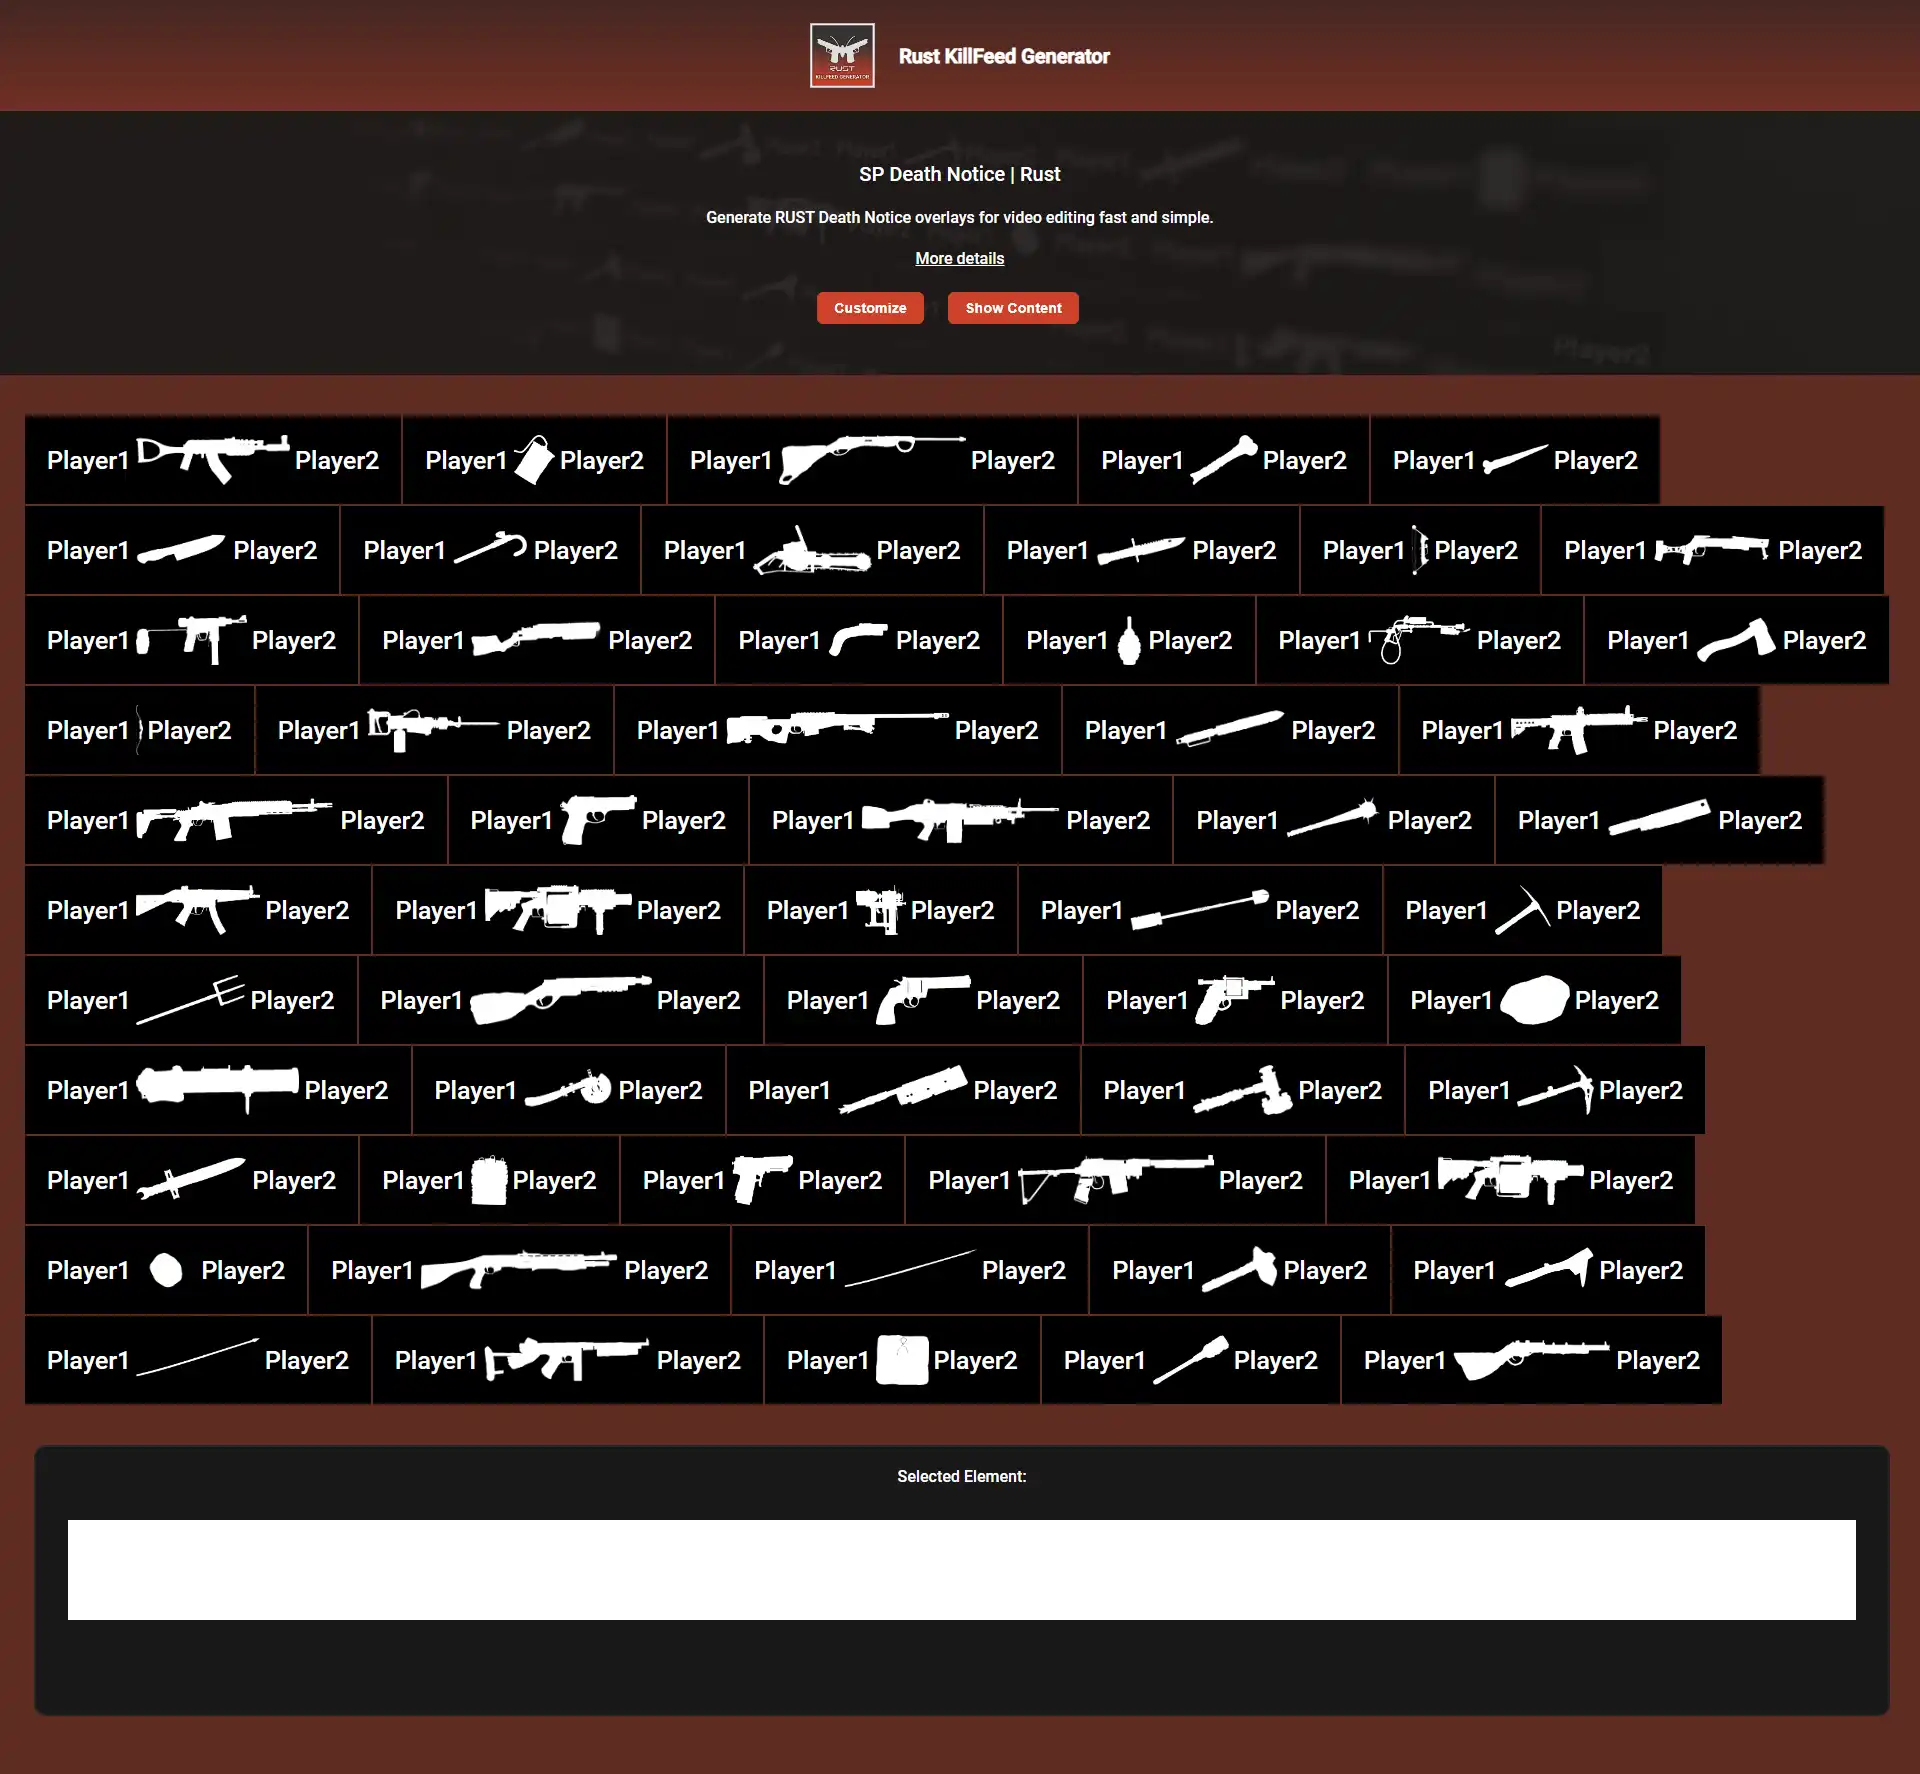 RUST
KILLFEED GENERATOR
Rust KillFeed Generator
SP Death Notice | Rust
Generate RUST Death Notice overlays for video editing fast and simple.
More details
Customize Show Content
Player1 Player2 Player1 Player2 Player1 Player2 Player1 Player2 Player1 Player2
Player1 Player2 Player1 Player2 Player1 Player2 Player1 Player2 Player1 Player2 Player1 Player2
Player1 Player2 Player1 Player2 Player1 Player2 Player1 Player2 Player1 Player2 Player1 Player2
Player1 Player2 Player1 Player2 Player1 Player2 Player1 Player2 Player1 Player2
Player1 Player2 Player1 Player2 Player1 Player2 Player1 Player2 Player1 Player2
Player1 Player2 Player1 Player2 Player1 Player2 Player1 Player2 Player1 Player2
Player1 Player2 Player1 Player2 Player1 Player2 Player1 Player2 Player1 Player2
Player1 Player2 Player1 Player2 Player1 Player2 Player1 Player2 Player1 Player2
Player1 Player2 Player1 Player2 Player1 Player2 Player1 Player2 Player1 Player2
Player1 Player2 Player1 Player2 Player1 Player2 Player1 Player2 Player1 Player2
Player1 Player2 Player1 Player2 Player1 Player2 Player1 Player2 Player1 Player2
Selected Element: